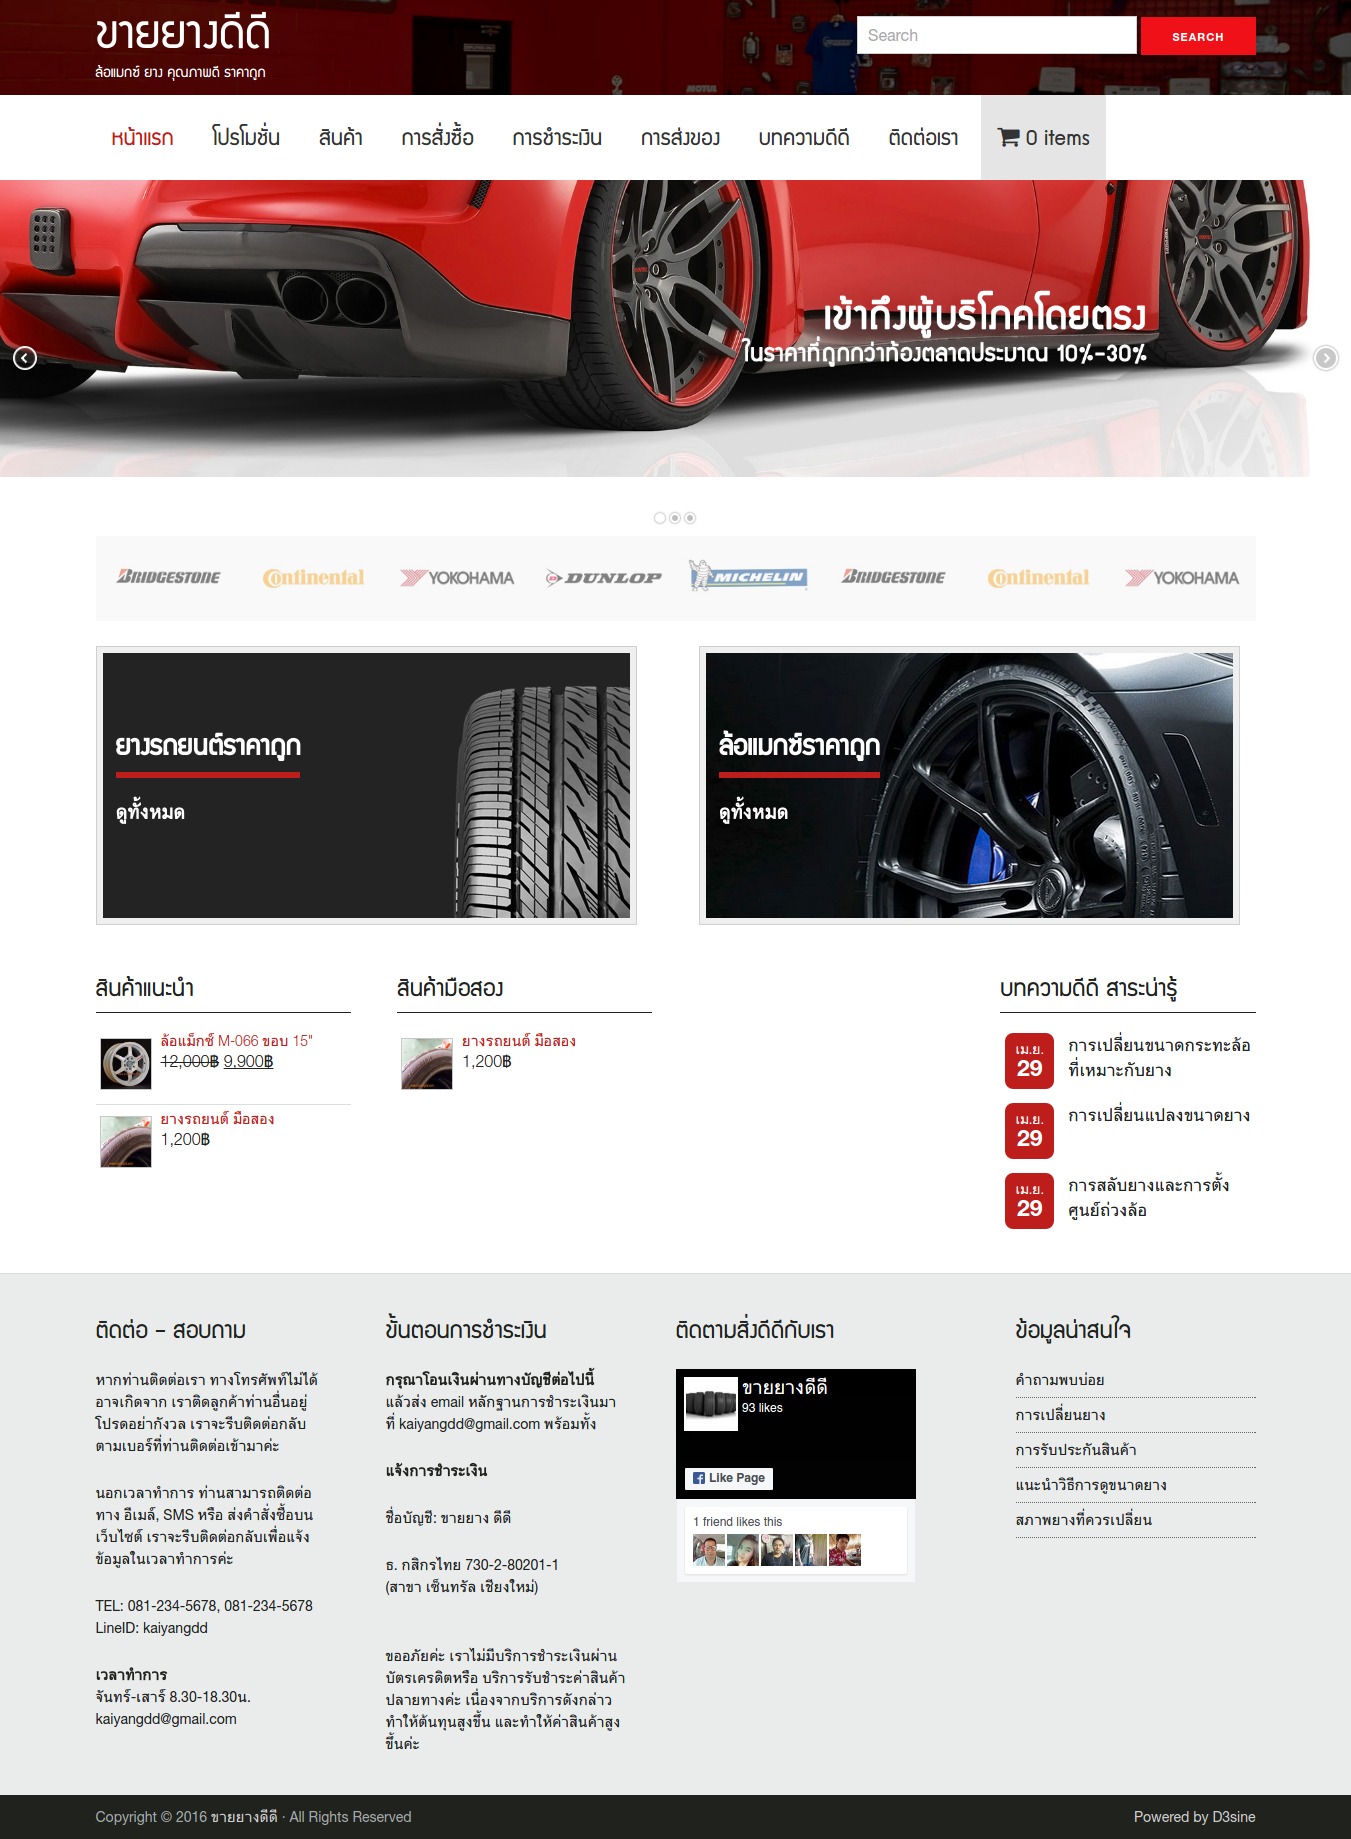 ขายยางดีดี
ล้อแมกซ์ ยาง คุณภาพดี ราคาถูก
Search
SEARCH
หน้าแรก
โปรโมชั่น
สินค้า
การสั่งซื้อ
การชำระเงิน
การส่งของ
บทความดีดี
ติดต่อเรา
0 items
เข้าถึงผู้บริโภคโดยตรง
ในราคาที่ถูกกว่าท้องตลาดประมาณ 10%-30%
BRIDGESTONE
Continental
YOKOHAMA
DUNLOP
MICHELIN
BRIDGESTONE
Continental
YOKOHAMA
ยางรถยนต์ราคาถูก
ดูทั้งหมด
ล้อแมกซ์ราคาถูก
ดูทั้งหมด
สินค้าแนะนำ
ล้อแม็กซ์ M-066 ขอบ 15"
12,000฿ 9,900฿
ยางรถยนต์ มือสอง
1,200฿
สินค้ามือสอง
ยางรถยนต์ มือสอง
1,200฿
บทความดีดี สาระน่ารู้
เม.ย.
29
การเปลี่ยนขนาดกระทะล้อ
ที่เหมาะกับยาง
เม.ย.
29
การเปลี่ยนแปลงขนาดยาง
เม.ย.
29
การสลับยางและการตั้ง
ศูนย์ถ่วงล้อ
ติดต่อ – สอบถาม
หากท่านติดต่อเรา ทางโทรศัพท์ไม่ได้
อาจเกิดจาก เราติดลูกค้าท่านอื่นอยู่
โปรดอย่ากังวล เราจะรีบติดต่อกลับ
ตามเบอร์ที่ท่านติดต่อเข้ามาค่ะ
นอกเวลาทำการ ท่านสามารถติดต่อ
ทาง อีเมล์, SMS หรือ ส่งคำสั่งซื้อบน
เว็บไซต์ เราจะรีบติดต่อกลับเพื่อแจ้ง
ข้อมูลในเวลาทำการค่ะ
TEL: 081-234-5678, 081-234-5678
LineID: kaiyangdd
เวลาทำการ
จันทร์-เสาร์ 8.30-18.30น.
kaiyangdd@gmail.com
ขั้นตอนการชำระเงิน
กรุณาโอนเงินผ่านทางบัญชีต่อไปนี้
แล้วส่ง email หลักฐานการชำระเงินมา
ที่ kaiyangdd@gmail.com พร้อมทั้ง
แจ้งการชำระเงิน
ชื่อบัญชี: ขายยาง ดีดี
ธ. กสิกรไทย 730-2-80201-1
(สาขา เซ็นทรัล เชียงใหม่)
ขออภัยค่ะ เราไม่มีบริการชำระเงินผ่าน
บัตรเครดิตหรือ บริการรับชำระค่าสินค้า
ปลายทางค่ะ เนื่องจากบริการดังกล่าว
ทำให้ต้นทุนสูงขึ้น และทำให้ค่าสินค้าสูง
ขึ้นค่ะ
ติดตามสิ่งดีดีกับเรา
ขายยางดีดี
93 likes
Like Page
1 friend likes this
ข้อมูลน่าสนใจ
คำถามพบบ่อย
การเปลี่ยนยาง
การรับประกันสินค้า
แนะนำวิธีการดูขนาดยาง
สภาพยางที่ควรเปลี่ยน
Copyright © 2016 ขายยางดีดี · All Rights Reserved
Powered by D3sine